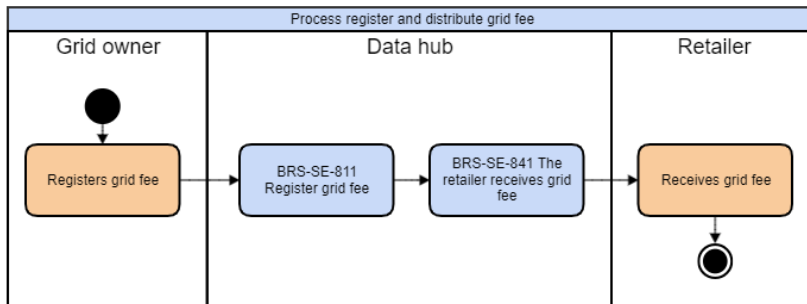 Process register and distribute grid fee
Grid owner
Data hub
Retailer
Registers grid fee
BRS-SE-811
Register grid fee
BRS-SE-841 The
retailer receives grid
fee
Receives grid fee